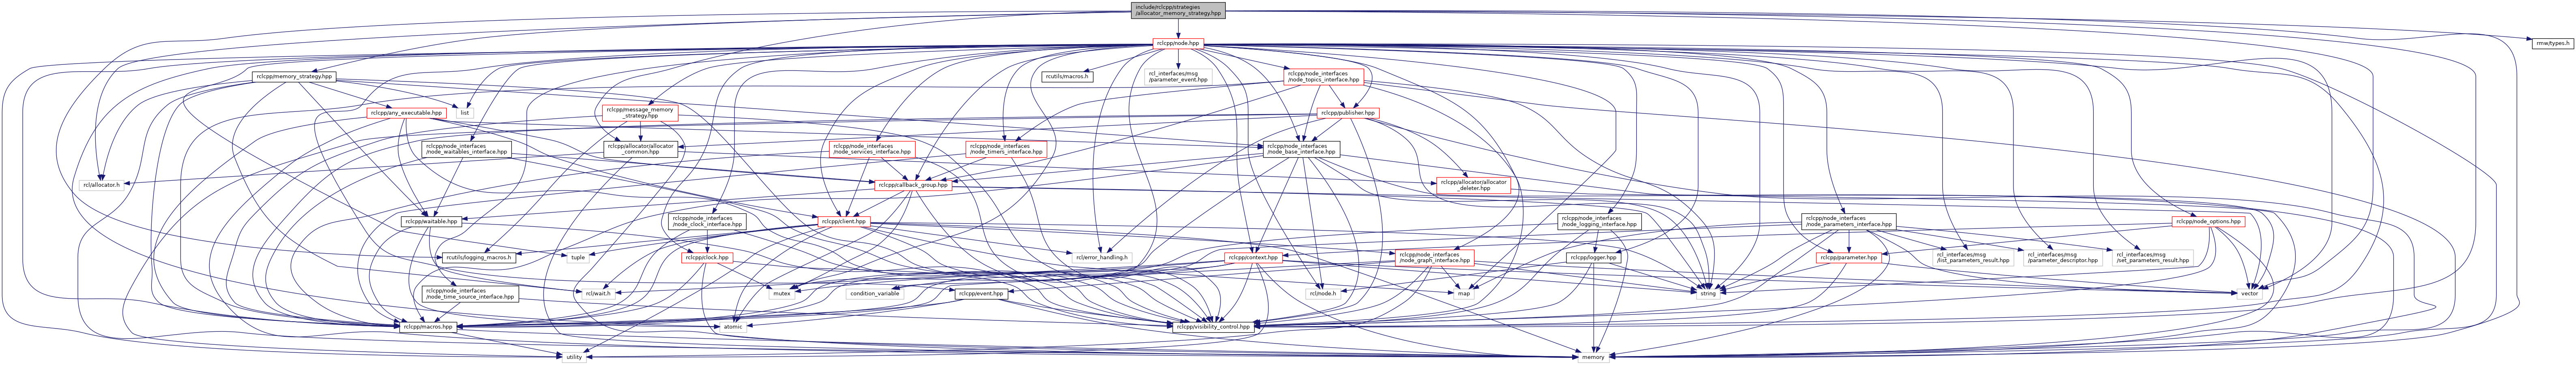 include/rclcpp/strategies
/allocator_memory_strategy.hpp
rclcpp/node.hpp
rmw/types.h
rclcpp/memory_strategy.hpp
rcutils/macros.h
rcl_interfaces/msg
/parameter_event.hpp
rclcpp/node_interfaces
/node_topics_interface.hpp
rclcpp/any_executable.hpp
list
rclcpp/message_memory
_strategy.hpp
rclcpp/publisher.hpp
rclcpp/node_interfaces
/node_waitables_interface.hpp
rclcpp/allocator/allocator
_common.hpp
rclcpp/node_interfaces
/node_services_interface.hpp
rclcpp/node_interfaces
/node_timers_interface.hpp
rclcpp/node_interfaces
/node_base_interface.hpp
rcl/allocator.h
rclcpp/callback_group.hpp
rclcpp/allocator/allocator
_deleter.hpp
rclcpp/waitable.hpp
rclcpp/node_interfaces
/node_clock_interface.hpp
rclcpp/client.hpp
rclcpp/node_interfaces
/node_logging_interface.hpp
rclcpp/node_interfaces
/node_parameters_interface.hpp
rclcpp/node_options.hpp
rcutils/logging_macros.h
tuple
rclcpp/clock.hpp
rcl/error_handling.h
rclcpp/context.hpp
rclcpp/node_interfaces
/node_graph_interface.hpp
rclcpp/logger.hpp
rclcpp/parameter.hpp
rcl_interfaces/msg
/list_parameters_result.hpp
rcl_interfaces/msg
/parameter_descriptor.hpp
rcl_interfaces/msg
/set_parameters_result.hpp
rclcpp/node_interfaces
/node_time_source_interface.hpp
rcl/wait.h
mutex
condition_variable
rclcpp/event.hpp
rcl/node.h
map
string
vector
rclcpp/macros.hpp
atomic
rclcpp/visibility_control.hpp
utility
memory